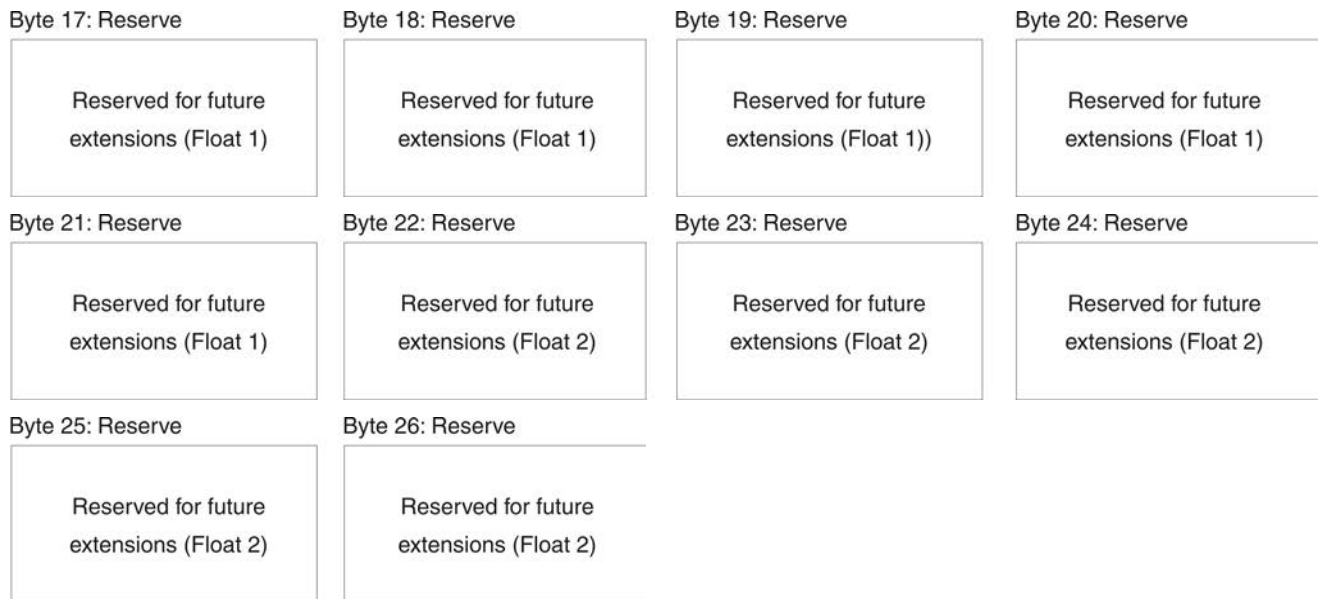 Byte 17: Reserve
Byte 18: Reserve
Byte 19: Reserve
Byte 20: Reserve
Reserved for future
extensions (Float 1)
Reserved for future
extensions (Float 1)
Reserved for future
extensions (Float 1))
Reserved for future
extensions (Float 1)
Byte 21: Reserve
Byte 22: Reserve
Byte 23: Reserve
Byte 24: Reserve
Reserved for future
extensions (Float 1)
Reserved for future
extensions (Float 2)
Reserved for future
extensions (Float 2)
Reserved for future
extensions (Float 2)
Byte 25: Reserve
Byte 26: Reserve
Reserved for future
extensions (Float 2)
Reserved for future
extensions (Float 2)